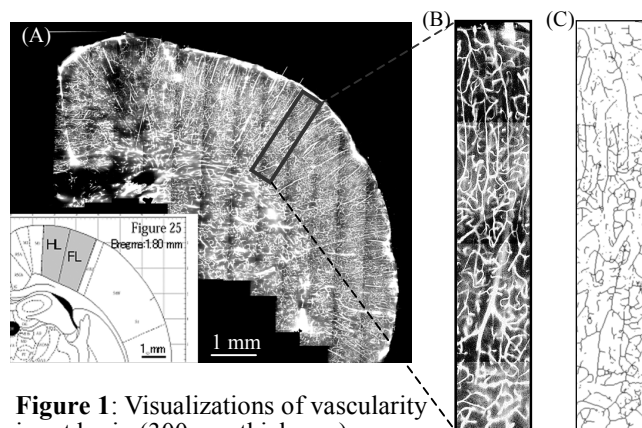 (A)
(B)
(C)
Figure 25
Bregma-1.80 mm
HL
FL
1 mm
1 mm
Figure 1: Visualizations of vascularity